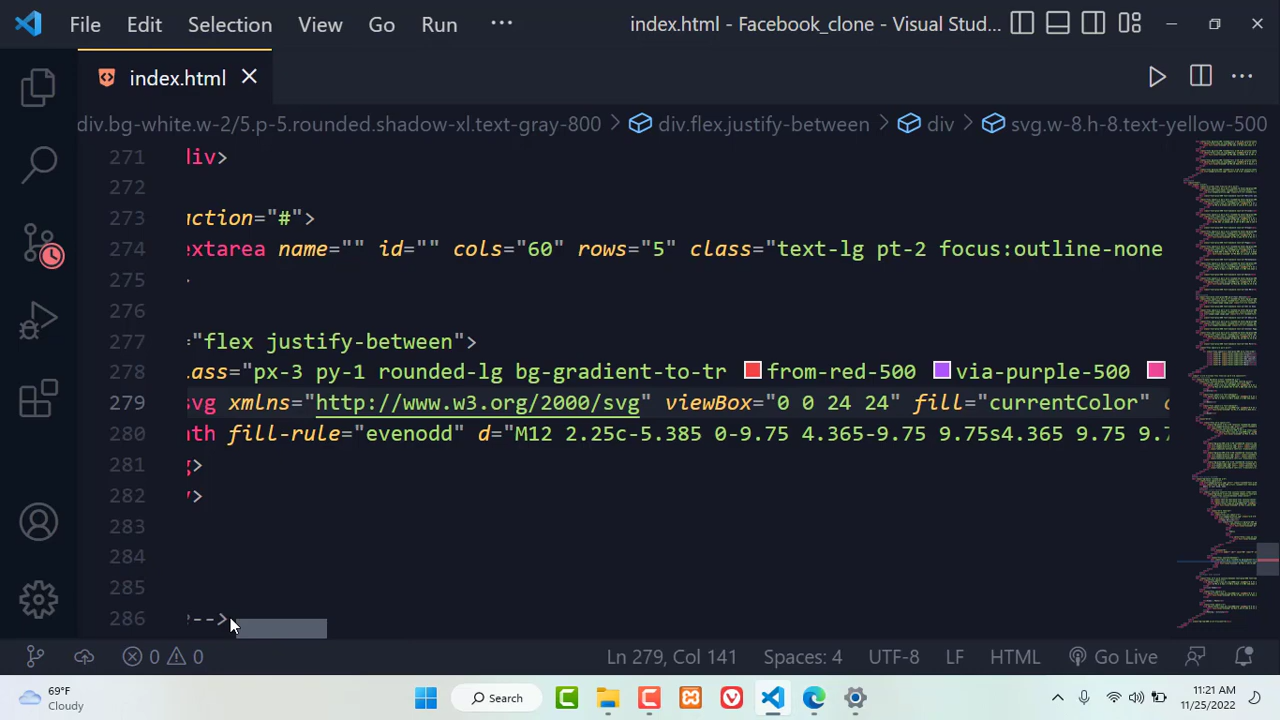 File Edit Selection View Go Run ··· index.html - Facebook_clone - Visual Stud...
index.html
div.bg-white.w-2/5.p-5.rounded.shadow-xl.text-gray-800 > div.flex.justify-between > div > svg.w-8.h-8.text-yellow-500
271 div>
272
273 action="#">
274 extarea name="" id="" cols="60" rows="5" class="text-lg pt-2 focus:outline-none
275
276
277 ="flex justify-between">
278 lass="px-3 py-1 rounded-lg bg-gradient-to-tr from-red-500 via-purple-500
279 svg xmlns="http://www.w3.org/2000/svg" viewBox="0 0 24 24" fill="currentColor" c
280 ath fill-rule="evenodd" d="M12 2.25c-5.385 0-9.75 4.365-9.75 9.75s4.365 9.75 9.7
281 g>
282 >
283
284
285
286 -->
0 0 Ln 279, Col 141 Spaces: 4 UTF-8 LF HTML Go Live
69°F
Cloudy
Search
11:21 AM
11/25/2022